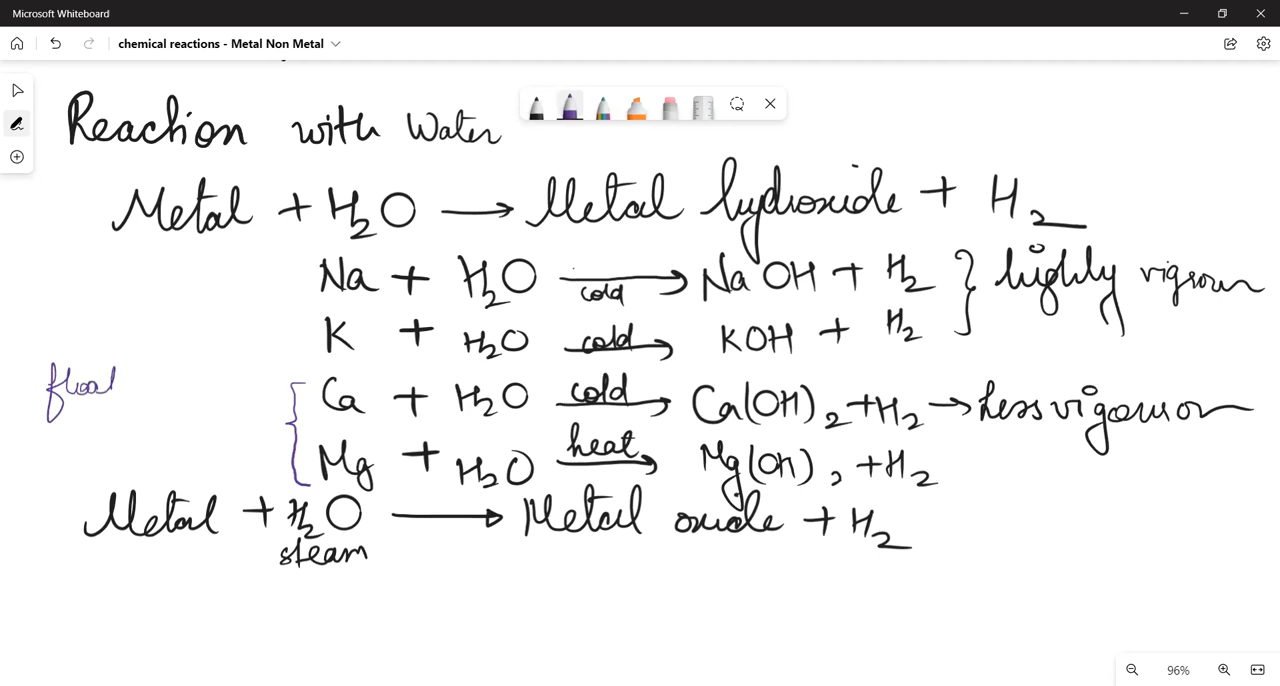 Microsoft Whiteboard
chemical reactions - Metal Non Metal
Reaction with Water
Metal + H₂O ⟶ Metal hydroxide + H₂
Na + H₂O ⟶ cold NaOH + H₂ } highly vigrour
K + H₂O ⟶ cold KOH + H₂
float { Ca + H₂O ⟶ cold Ca(OH)₂ + H₂ → Less
Mg + H₂O ⟶ heat Mg(OH)₂ + H₂
Metal + H₂O ⟶ Metal oxide + H₂
steam
96%